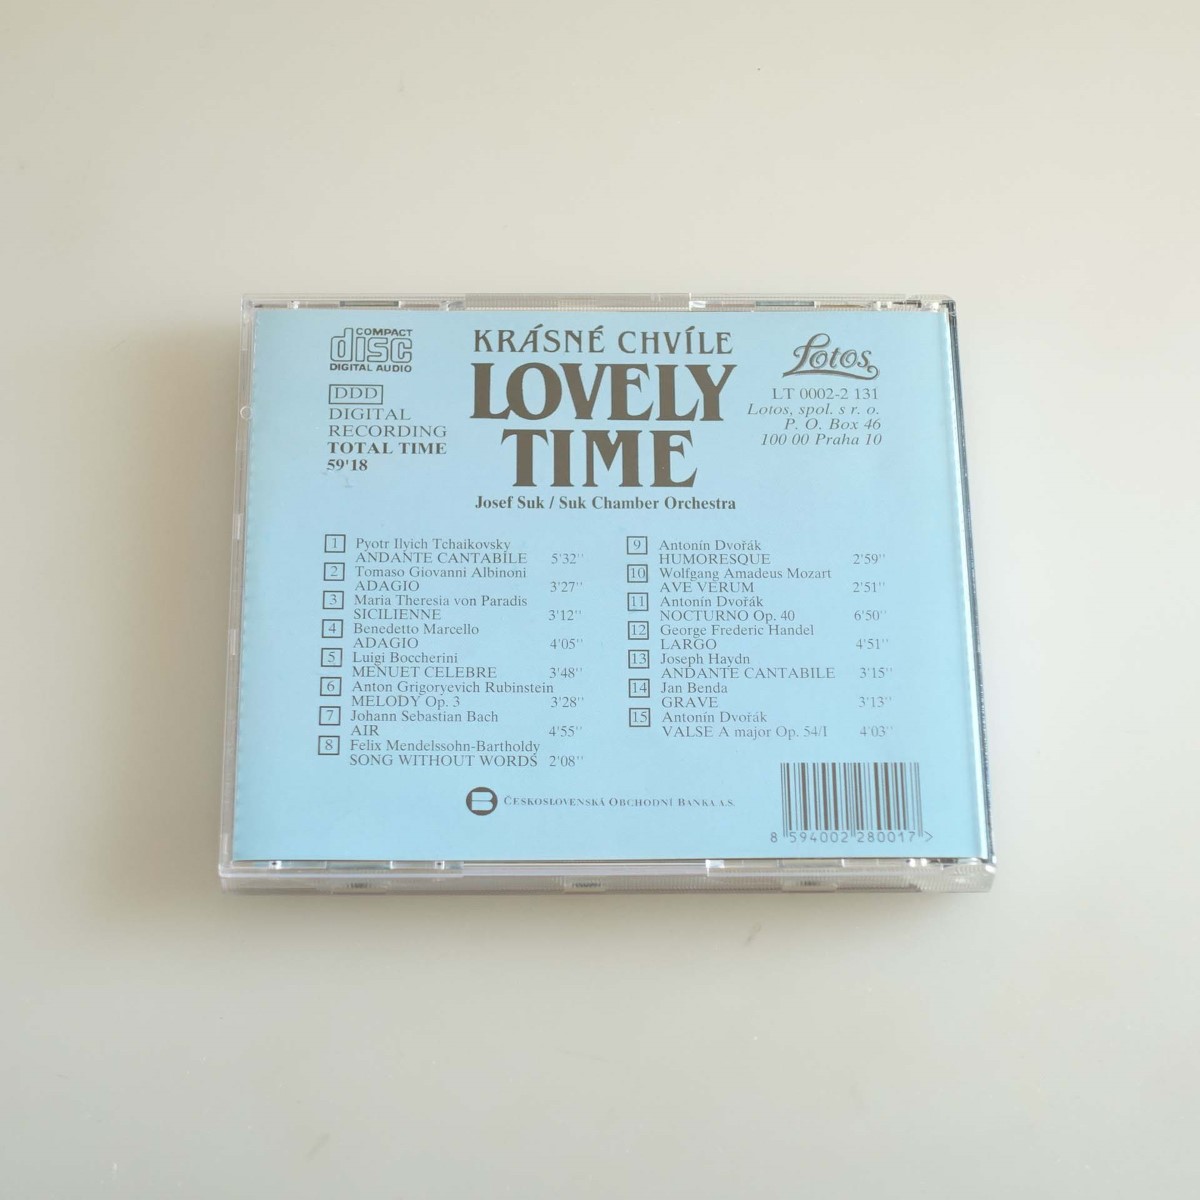 COMPACT
disc
DIGITAL AUDIO
DDD
DIGITAL
RECORDING
TOTAL TIME
59'18
KRÁSNÉ CHVÍLE
LOVELY
TIME
Josef Suk / Suk Chamber Orchestra
Lotos
LT 0002-2 131
Lotos, spol. s r. o.
P. O. Box 46
100 00 Praha 10
1 Pyotr Ilyich Tchaikovsky
ANDANTE CANTABILE 5'32''
2 Tomaso Giovanni Albinoni
ADAGIO 3'27''
3 Maria Theresia von Paradis
SICILIENNE 3'12''
4 Benedetto Marcello
ADAGIO 4'05''
5 Luigi Boccherini
MENUET CELEBRE 3'48''
6 Anton Grigoryevich Rubinstein
MELODY Op. 3 3'28''
7 Johann Sebastian Bach
AIR 4'55''
8 Felix Mendelssohn-Bartholdy
SONG WITHOUT WORDS 2'08''
9 Antonín Dvořák
HUMORESQUE 2'59''
10 Wolfgang Amadeus Mozart
AVE VERUM 2'51''
11 Antonín Dvořák
NOCTURNO Op. 40 6'50''
12 George Frederic Handel
LARGO 4'51''
13 Joseph Haydn
ANDANTE CANTABILE 3'15''
14 Jan Benda
GRAVE 3'13''
15 Antonín Dvořák
VALSE A major Op. 54/I 4'03''
ČESKOSLOVENSKÁ OBCHODNÍ BANKA A.S.
8 594002 280017 >